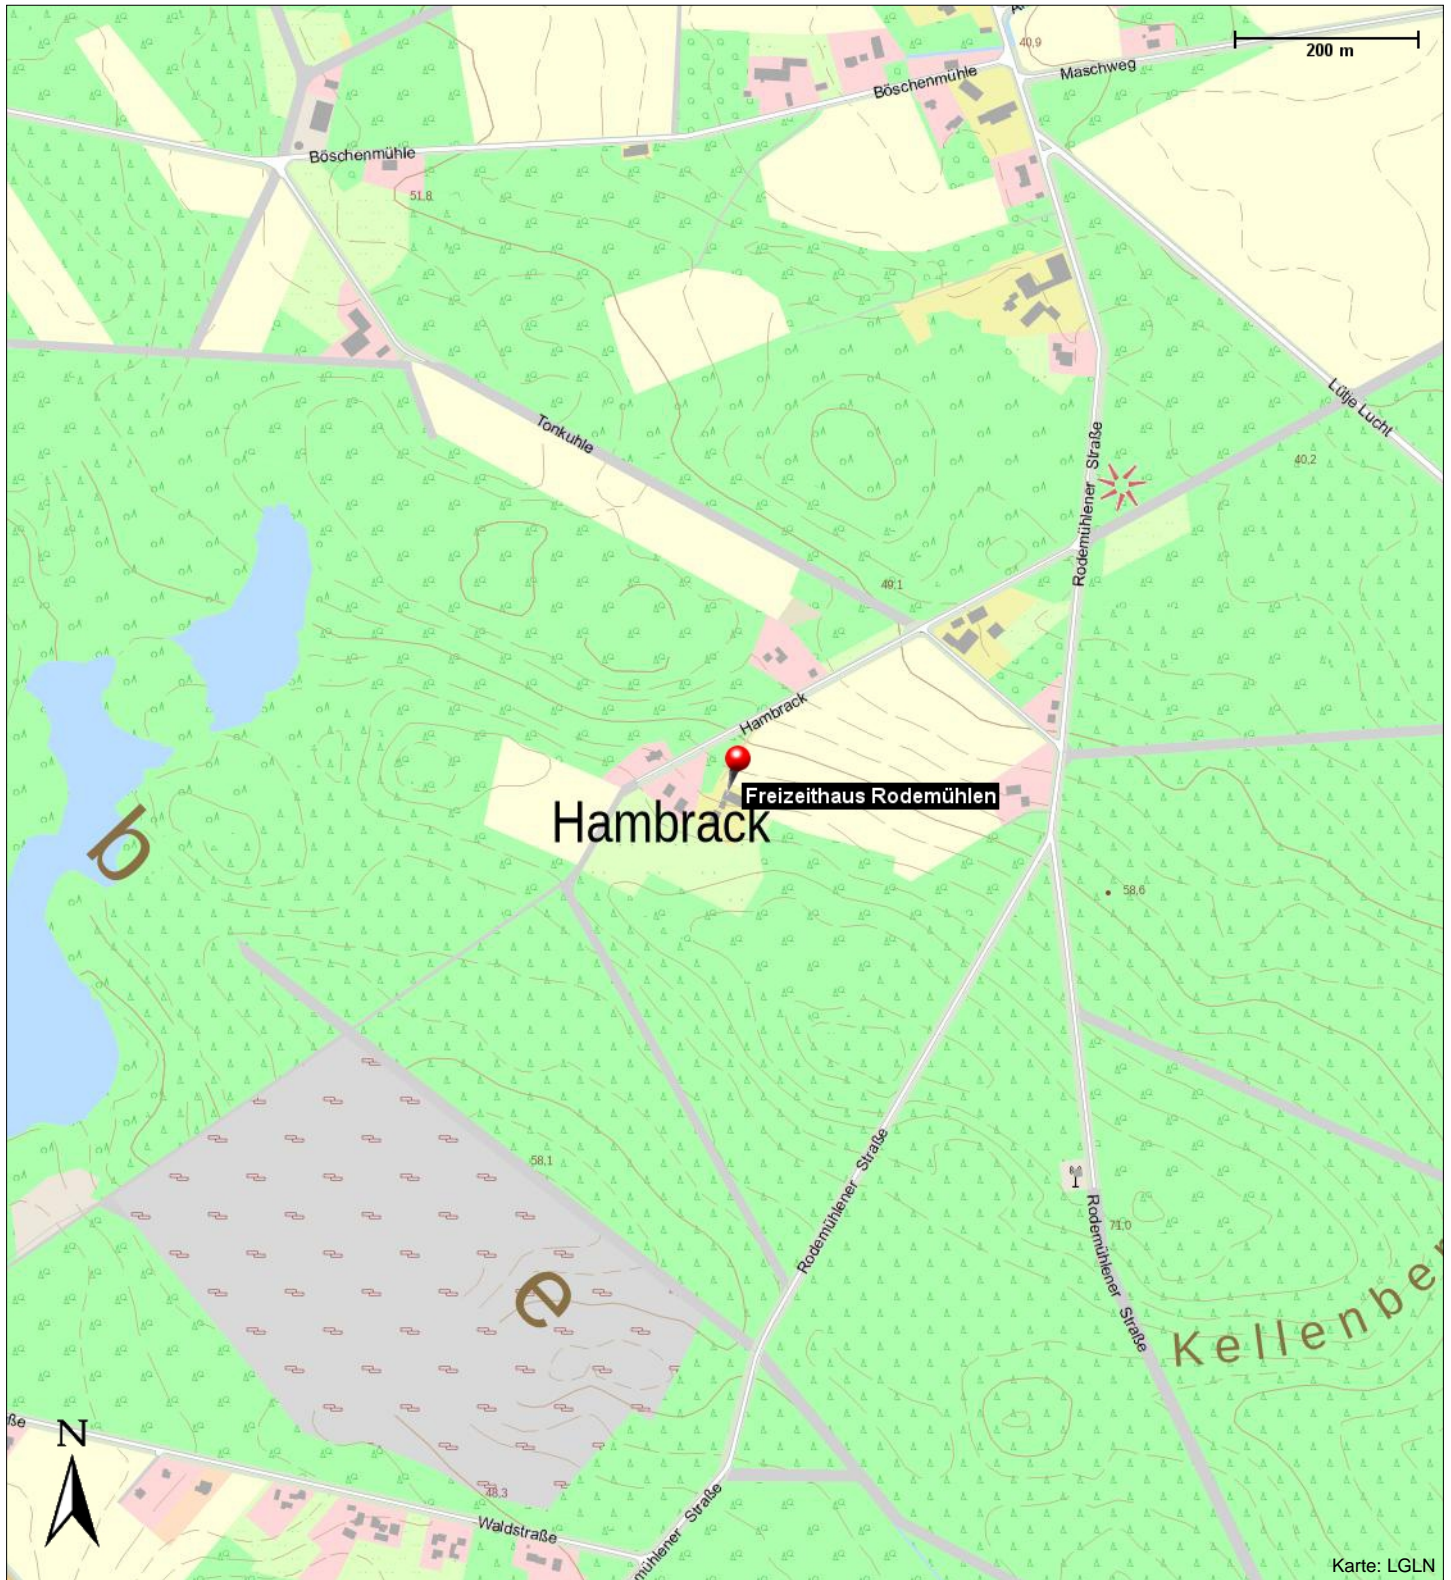 40,9
200 m
Maschweg
Böschenmühle
Böschenmühle
51,8
Lütje Lucht
Tonkuhle
Rodemühlener Straße
40,2
49,1
Hambrack
Freizeithaus Rodemühlen
Hambrack
b
58,6
58,1
Rodemühlener Straße
71,0
Rodemühlener Straße
e
Kellenber
ße
N
48,3
Waldstraße
mühlener Straße
Karte: LGLN